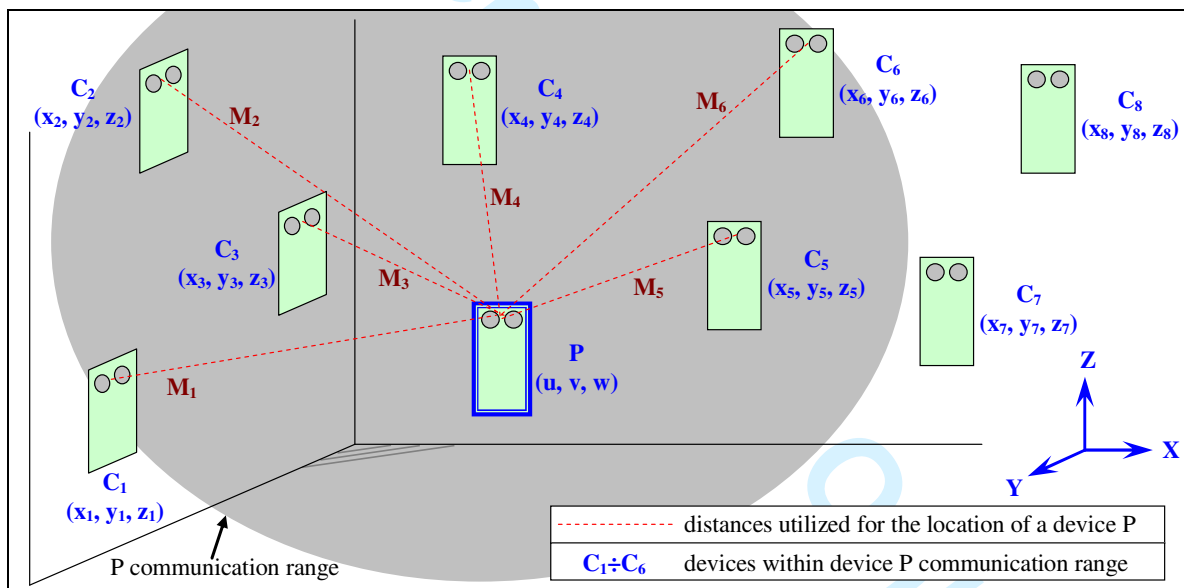 C₂
(x₂, y₂, z₂)
M₂
C₄
(x₄, y₄, z₄)
M₄
C₆
(x₆, y₆, z₆)
M₆
C₈
(x₈, y₈, z₈)
C₃
(x₃, y₃, z₃)
M₃
C₅
(x₅, y₅, z₅)
M₅
C₇
(x₇, y₇, z₇)
P
(u, v, w)
M₁
C₁
(x₁, y₁, z₁)
Z
X
Y
P communication range
distances utilized for the location of a device P
C₁÷C₆ devices within device P communication range